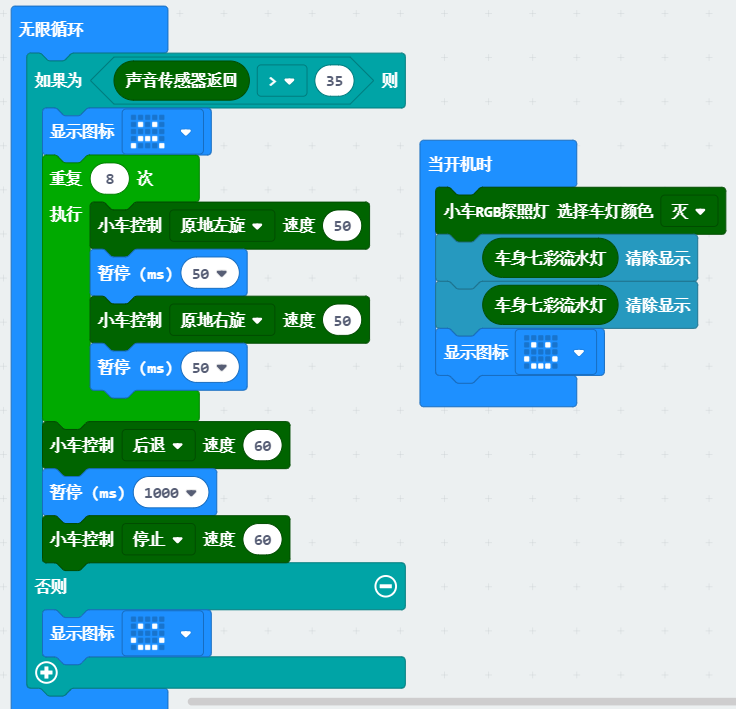 无限循环
如果为 声音传感器返回 > 35 则
显示图标
重复 8 次
执行
小车控制 原地左旋 速度 50
暂停 (ms) 50
小车控制 原地右旋 速度 50
暂停 (ms) 50
小车控制 后退 速度 60
暂停 (ms) 1000
小车控制 停止 速度 60
否则
显示图标
当开机时
小车RGB探照灯 选择车灯颜色 灭
车身七彩流水灯 清除显示
车身七彩流水灯 清除显示
显示图标